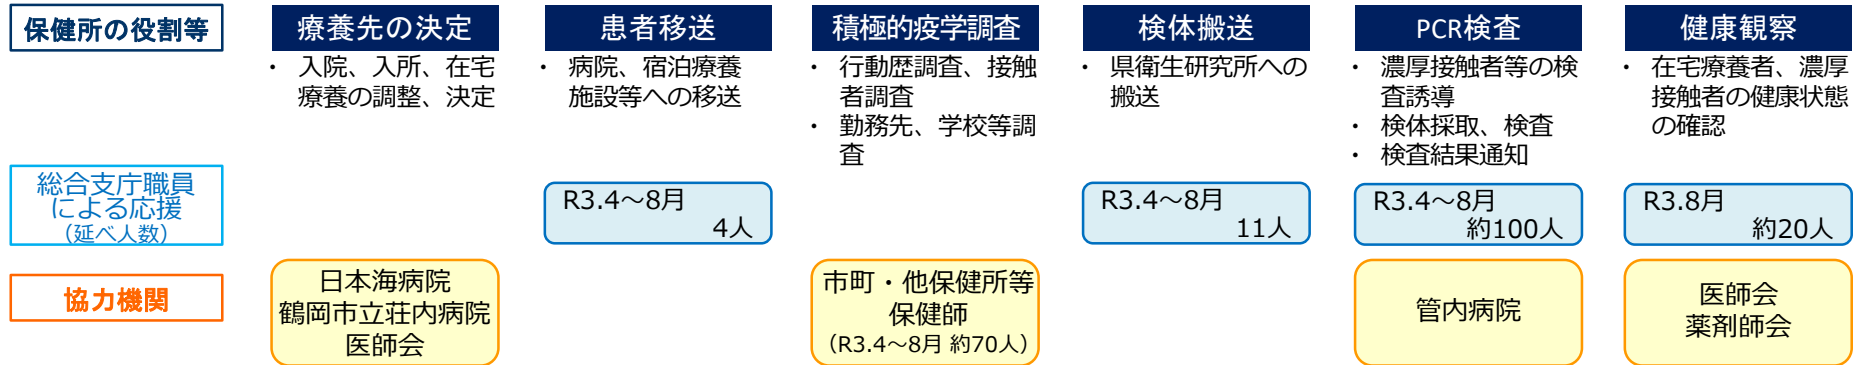 保健所の役割等
療養先の決定
・ 入院、入所、在宅
療養の調整、決定
患者移送
・ 病院、宿泊療養
施設等への移送
積極的疫学調査
・ 行動歴調査、接触
者調査
・ 勤務先、学校等調
査
検体搬送
・ 県衛生研究所への
搬送
PCR検査
・ 濃厚接触者等の検
査誘導
・ 検体採取、検査
・ 検査結果通知
健康観察
・ 在宅療養者、濃厚
接触者の健康状態
の確認
総合支庁職員
による応援
（延べ人数）
R3.4～8月
4人
R3.4～8月
11人
R3.4～8月
約100人
R3.8月
約20人
協力機関
日本海病院
鶴岡市立荘内病院
医師会
市町・他保健所等
保健師
（R3.4～8月 約70人）
管内病院
医師会
薬剤師会